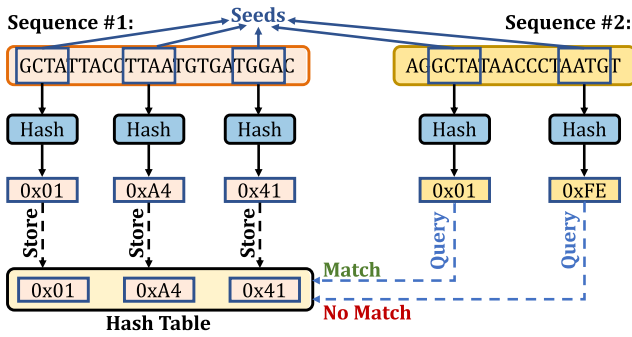 Sequence #1:
Seeds
Sequence #2:
GCTATTACCTTAATGTGATGGAC
AGGCTATAACCCTAATGT
Hash
Hash
Hash
Hash
Hash
0x01
0xA4
0x41
0x01
0xFE
Store
Store
Store
Query
Query
Match
0x01
0xA4
0x41
No Match
Hash Table